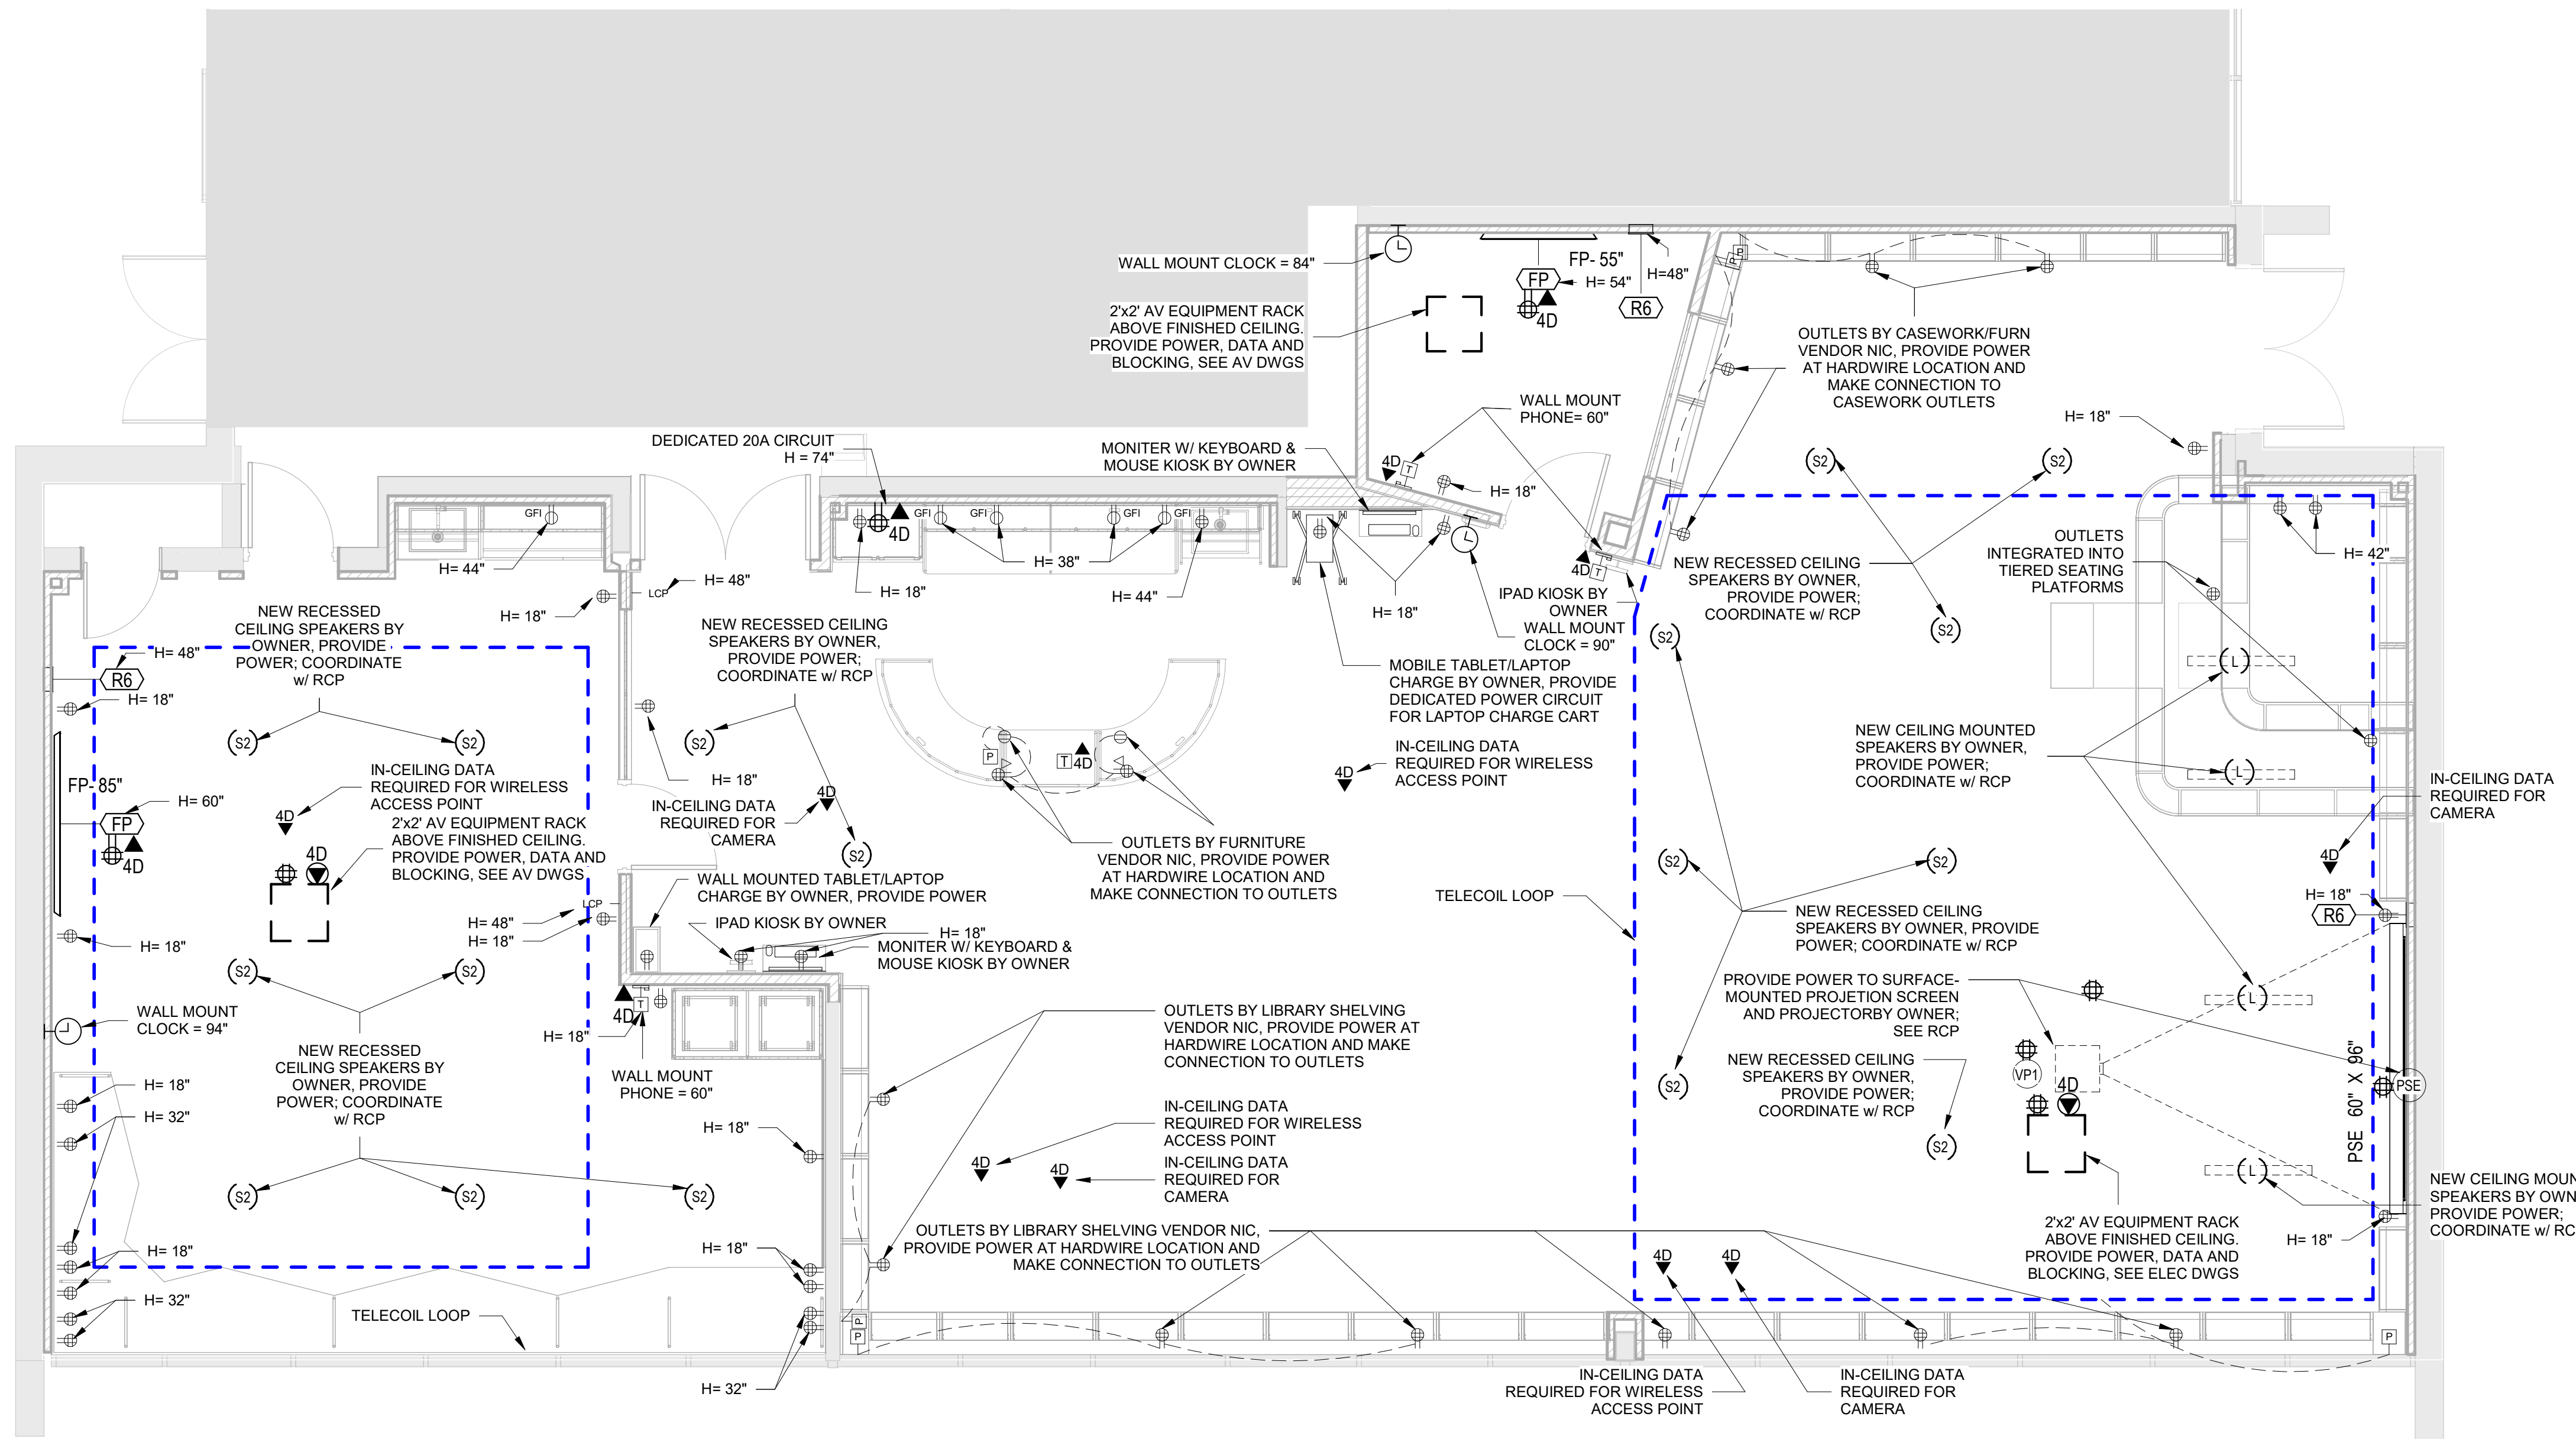 WALL MOUNT CLOCK = 84"
FP- 55"
H=48"
FP
H= 54"
R6
4D
P
P
2'x2' AV EQUIPMENT RACK
ABOVE FINISHED CEILING.
PROVIDE POWER, DATA AND
BLOCKING, SEE AV DWGS
OUTLETS BY CASEWORK/FURN
VENDOR NIC, PROVIDE POWER
AT HARDWIRE LOCATION AND
MAKE CONNECTION TO
CASEWORK OUTLETS
WALL MOUNT
PHONE= 60"
H= 18"
DEDICATED 20A CIRCUIT
H = 74"
MONITER W/ KEYBOARD &
MOUSE KIOSK BY OWNER
4D
T
H= 18"
S2
S2
GFI
4D
GFI
GFI
GFI
GFI
OUTLETS
INTEGRATED INTO
TIERED SEATING
PLATFORMS
H= 42"
H= 44"
LCP
H= 48"
H= 38"
H= 18"
H= 44"
H= 18"
4D
T
NEW RECESSED CEILING
SPEAKERS BY OWNER,
PROVIDE POWER;
COORDINATE w/ RCP
H= 18"
IPAD KIOSK BY
OWNER
WALL MOUNT
CLOCK = 90"
S2
S2
NEW RECESSED
CEILING SPEAKERS BY
OWNER, PROVIDE
POWER; COORDINATE
w/ RCP
NEW RECESSED CEILING
SPEAKERS BY OWNER,
PROVIDE POWER;
COORDINATE w/ RCP
H= 48"
R6
H= 18"
MOBILE TABLET/LAPTOP
CHARGE BY OWNER, PROVIDE
DEDICATED POWER CIRCUIT
FOR LAPTOP CHARGE CART
L
S2
S2
S2
P
T
4D
IN-CEILING DATA
REQUIRED FOR WIRELESS
ACCESS POINT
4D
NEW CEILING MOUNTED
SPEAKERS BY OWNER,
PROVIDE POWER;
COORDINATE w/ RCP
L
FP- 85"
H= 60"
FP
4D
IN-CEILING DATA
REQUIRED FOR WIRELESS
ACCESS POINT
4D
2'x2' AV EQUIPMENT RACK
ABOVE FINISHED CEILING.
PROVIDE POWER, DATA AND
BLOCKING, SEE AV DWGS
4D
H= 18"
IN-CEILING DATA
REQUIRED FOR
CAMERA
4D
S2
OUTLETS BY FURNITURE
VENDOR NIC, PROVIDE POWER
AT HARDWIRE LOCATION AND
MAKE CONNECTION TO OUTLETS
IN-CEILING DATA
REQUIRED FOR
CAMERA
4D
S2
S2
TELECOIL LOOP
H= 18"
R6
WALL MOUNTED TABLET/LAPTOP
CHARGE BY OWNER, PROVIDE POWER
LCP
H= 48"
H= 18"
IPAD KIOSK BY OWNER
H= 18"
MONITER W/ KEYBOARD &
MOUSE KIOSK BY OWNER
NEW RECESSED CEILING
SPEAKERS BY OWNER, PROVIDE
POWER; COORDINATE w/ RCP
H= 18"
S2
S2
WALL MOUNT
CLOCK = 94"
4D
T
H= 18"
WALL MOUNT
PHONE = 60"
OUTLETS BY LIBRARY SHELVING
VENDOR NIC, PROVIDE POWER AT
HARDWIRE LOCATION AND MAKE
CONNECTION TO OUTLETS
PROVIDE POWER TO SURFACE-
MOUNTED PROJETION SCREEN
AND PROJECTORBY OWNER;
SEE RCP
L
NEW RECESSED
CEILING SPEAKERS BY
OWNER, PROVIDE
POWER; COORDINATE
w/ RCP
H= 18"
H= 32"
NEW RECESSED CEILING
SPEAKERS BY OWNER,
PROVIDE POWER;
COORDINATE w/ RCP
S2
VP1
4D
PSE 60" X 96"
PSE
S2
H= 18"
IN-CEILING DATA
REQUIRED FOR WIRELESS
ACCESS POINT
4D
4D
IN-CEILING DATA
REQUIRED FOR
CAMERA
S2
S2
S2
L
NEW CEILING MOUN
SPEAKERS BY OWN
PROVIDE POWER;
COORDINATE w/ RC
OUTLETS BY LIBRARY SHELVING VENDOR NIC,
PROVIDE POWER AT HARDWIRE LOCATION AND
MAKE CONNECTION TO OUTLETS
2'x2' AV EQUIPMENT RACK
ABOVE FINISHED CEILING.
PROVIDE POWER, DATA AND
BLOCKING, SEE ELEC DWGS
H= 18"
H= 18"
H= 18"
H= 32"
4D
4D
TELECOIL LOOP
P
P
P
H= 32"
IN-CEILING DATA
REQUIRED FOR WIRELESS
ACCESS POINT
IN-CEILING DATA
REQUIRED FOR
CAMERA